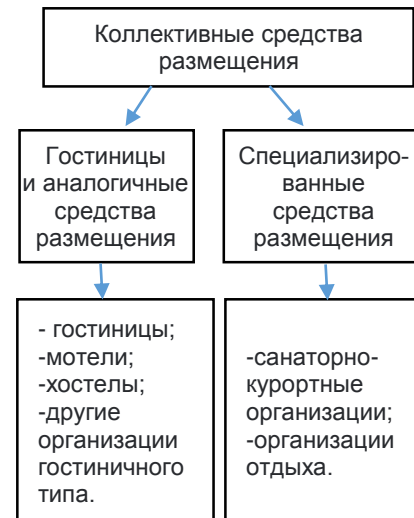 Коллективные средства
размещения
Гостиницы
и аналогичные
средства
размещения
Специализиро-
ванные
средства
размещения
- гостиницы;
-мотели;
-хостелы;
-другие
организации
гостиничного
типа.
-санаторно-
курортные
организации;
-организации
отдыха.